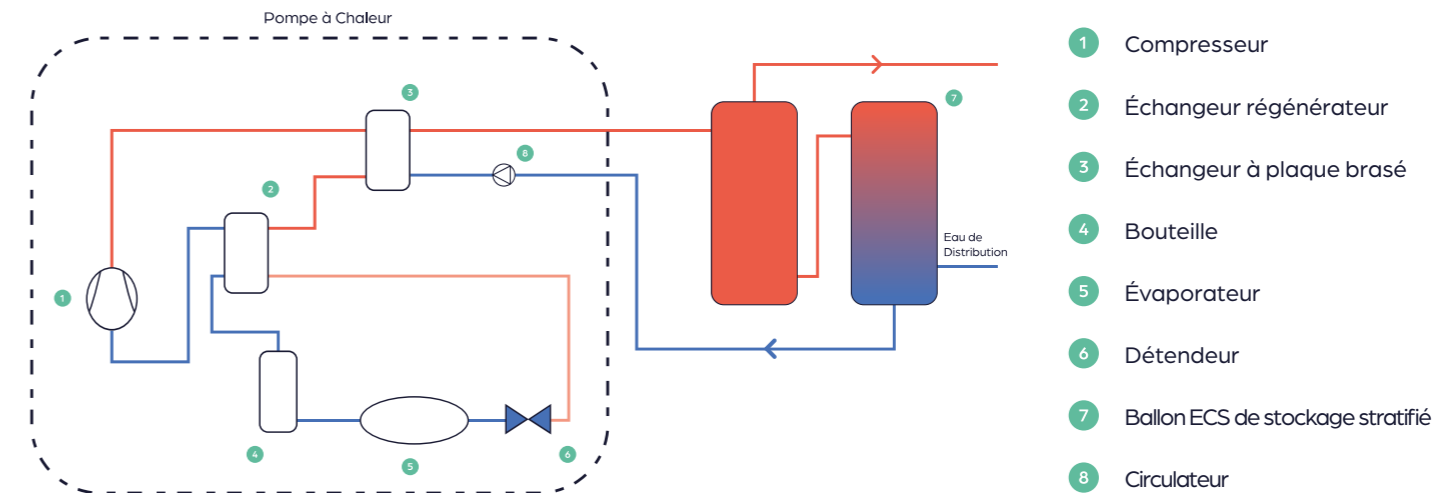 Pompe à Chaleur
3
7
8
2
Eau de
Distribution
1
4
5
6
1 Compresseur
2 Échangeur régénérateur
3 Échangeur à plaque brasé
4 Bouteille
5 Évaporateur
6 Détendeur
7 Ballon ECS de stockage stratifié
8 Circulateur